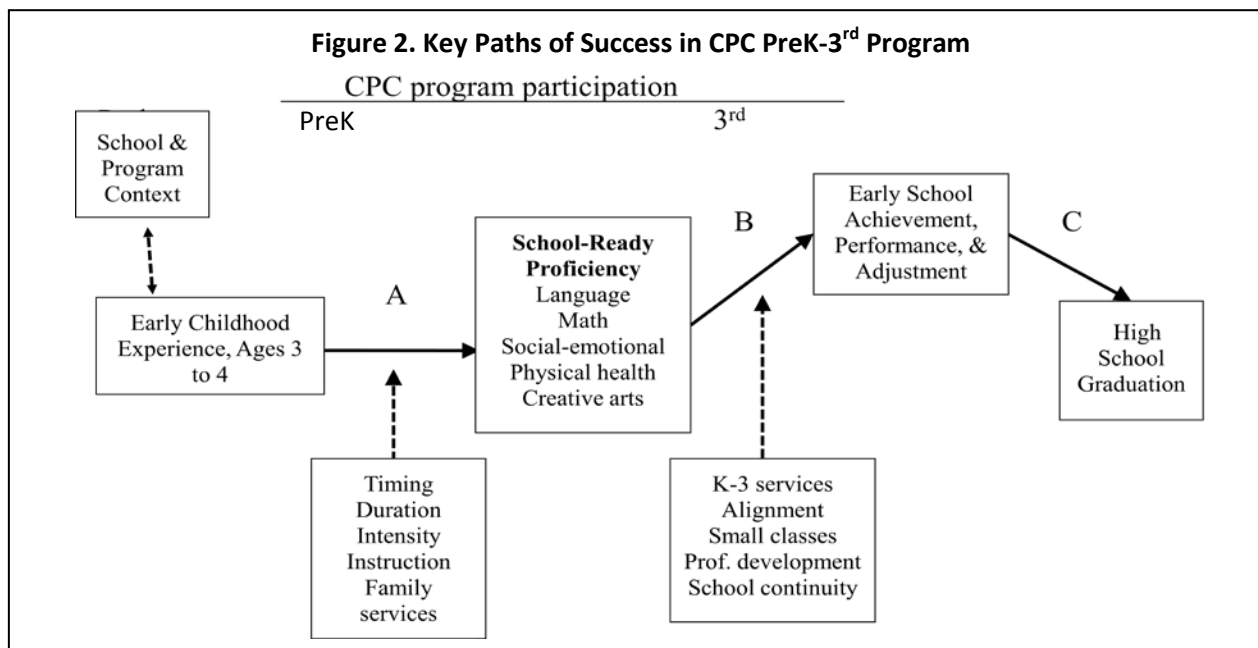 Figure 2. Key Paths of Success in CPC PreK-3rd Program
CPC program participation
PreK
3rd
School &
Program
Context
Early Childhood
Experience, Ages 3
to 4
A
School-Ready
Proficiency
Language
Math
Social-emotional
Physical health
Creative arts
B
Early School
Achievement,
Performance, &
Adjustment
C
High
School
Graduation
Timing
Duration
Intensity
Instruction
Family
services
K-3 services
Alignment
Small classes
Prof. development
School continuity